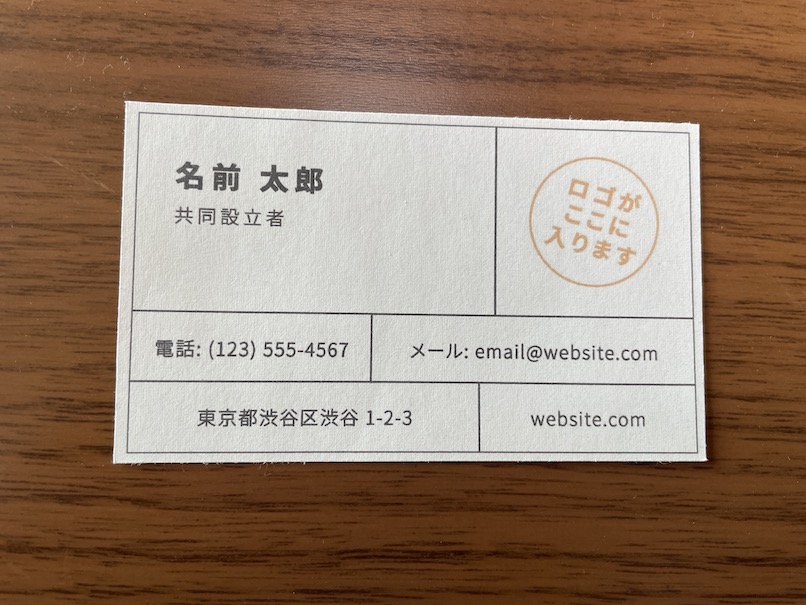 名前 太郎
共同設立者
ロゴが
ここに
入ります
電話: (123) 555-4567
メール: email@website.com
東京都渋谷区渋谷 1-2-3
website.com